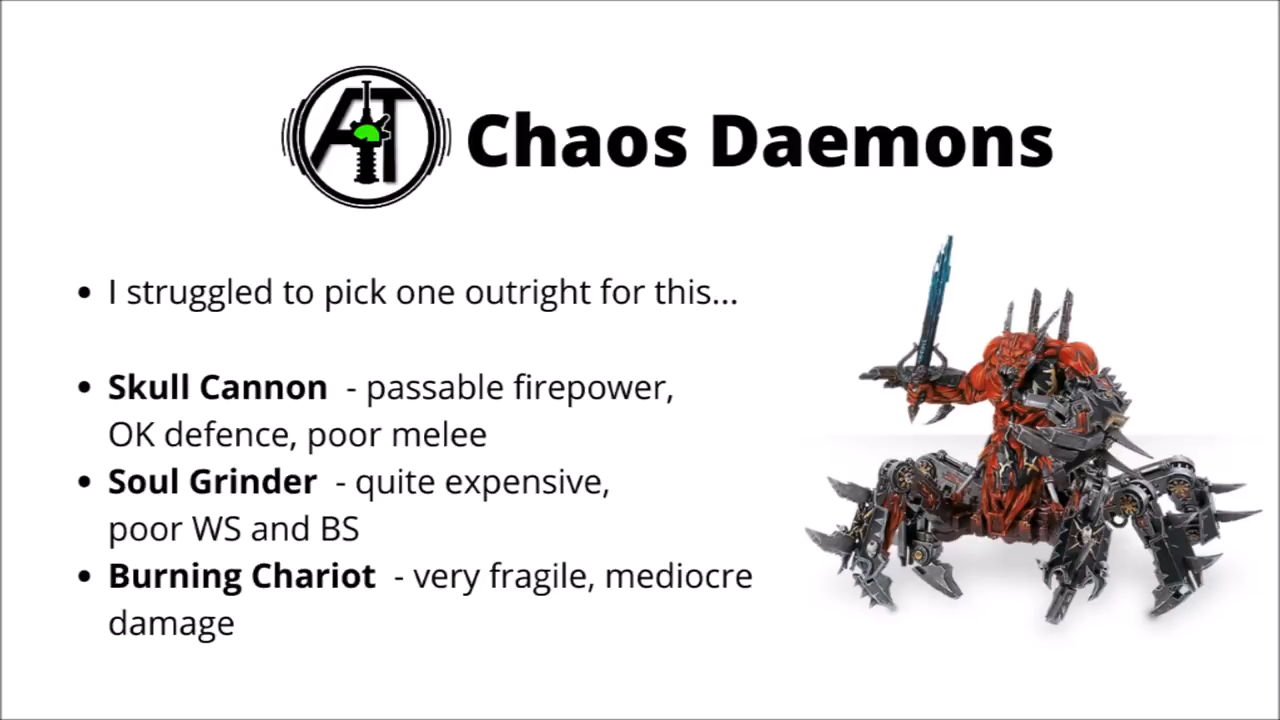 AT
Chaos Daemons
• I struggled to pick one outright for this...
• Skull Cannon - passable firepower,
OK defence, poor melee
• Soul Grinder - quite expensive,
poor WS and BS
• Burning Chariot - very fragile, mediocre
damage